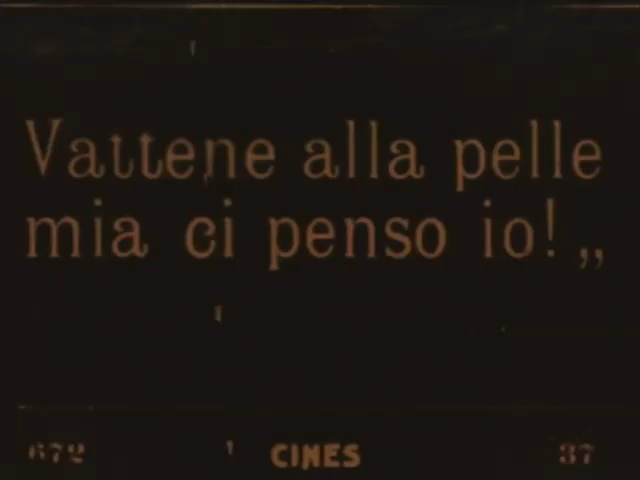 Vattene alla pelle
mia ci penso io!„
672 CINES 37